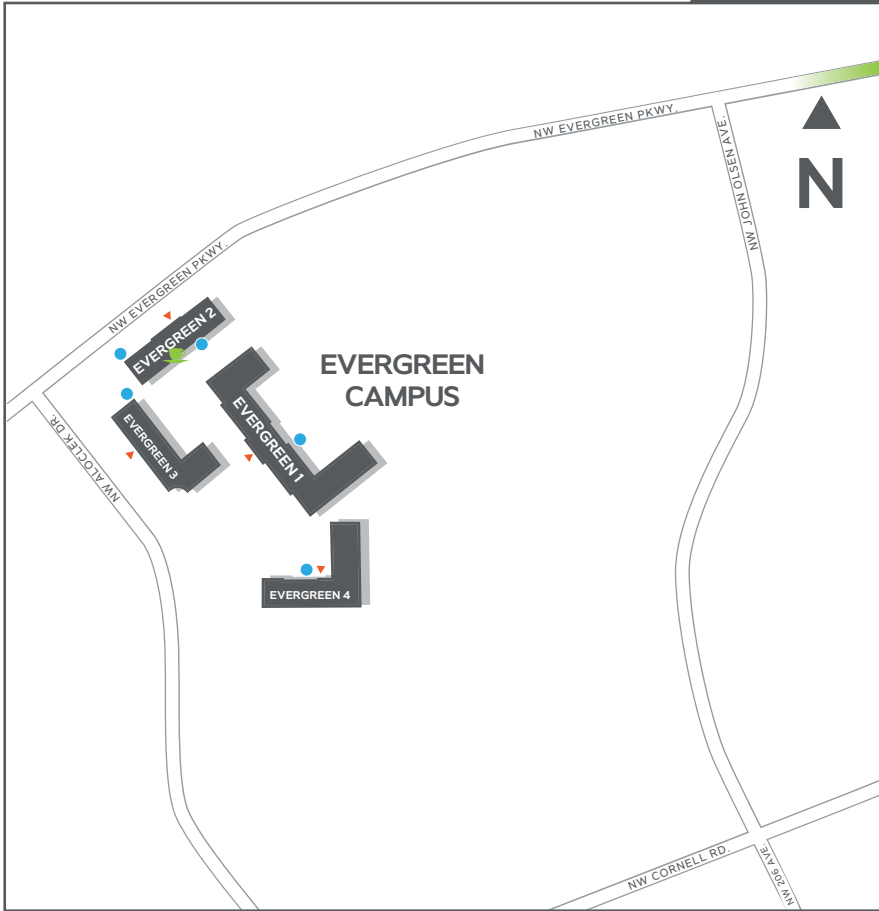 NW EVERGREEN PKWY.
NW JOHN OLSEN AVE.
N
NW EVERGREEN PKWY.
EVERGREEN 2
EVERGREEN
CAMPUS
EVERGREEN 1
EVERGREEN 3
NW ALOCLEK DR.
EVERGREEN 4
NW CORNELL RD.
NW 206 AVE.